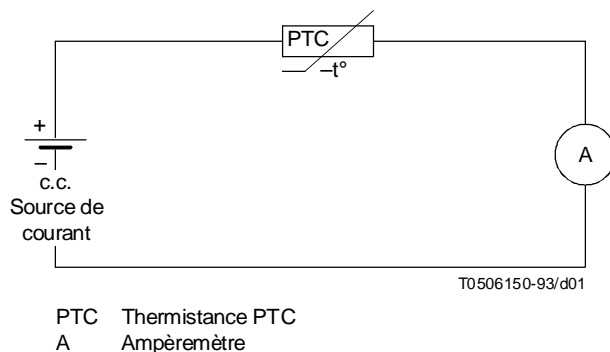 PTC
–t°
+
–
A
c.c.
Source de
courant
T0506150-93/d01
PTC Thermistance PTC
A Ampèremètre